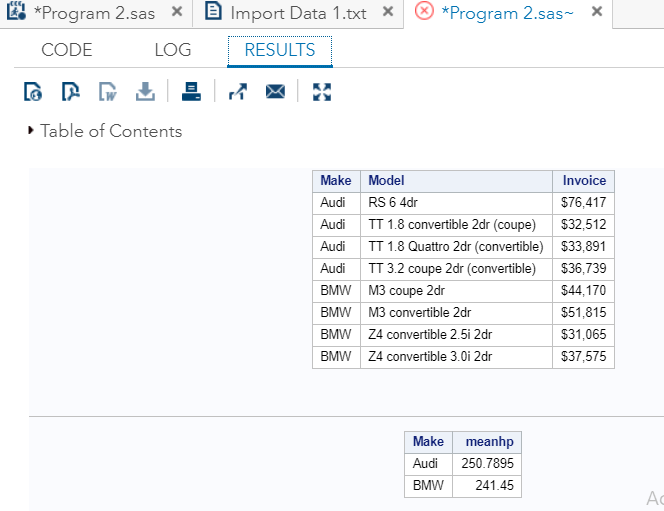 *Program 2.sas × Import Data 1.txt × *Program 2.sas~ ×
CODE LOG RESULTS
Table of Contents
Make Model Invoice
Audi RS 6 4dr $76,417
Audi TT 1.8 convertible 2dr (coupe) $32,512
Audi TT 1.8 Quattro 2dr (convertible) $33,891
Audi TT 3.2 coupe 2dr (convertible) $36,739
BMW M3 coupe 2dr $44,170
BMW M3 convertible 2dr $51,815
BMW Z4 convertible 2.5i 2dr $31,065
BMW Z4 convertible 3.0i 2dr $37,575
Make meanhp
Audi 250.7895
BMW 241.45